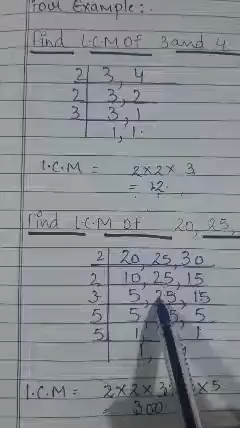 Example:.
Find L.C.M OF 3 and 4
2 | 3, 4
2 | 3, 2
3 | 3, 1
1, 1.
L.C.M = 2×2× 3
= 12.
Find L.C.M Of 20, 25,
2 | 20, 25, 30
2 | 10, 25, 15
3 | 5, 25, 15
5 | 5, 5
5 | 1 1
L.C.M = 2×2×3 ×5
= 300